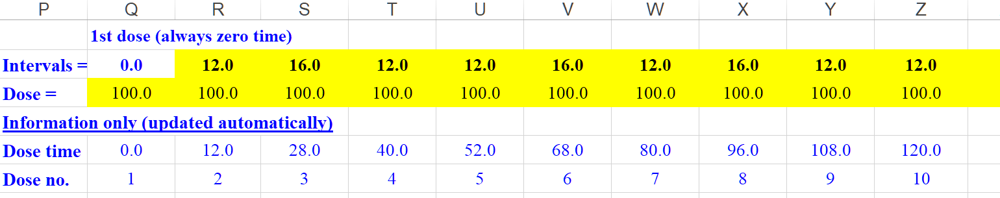 P Q R S T U V W X Y Z
1st dose (always zero time)
Intervals = 0.0 12.0 16.0 12.0 12.0 16.0 12.0 16.0 12.0 12.0
Dose = 100.0 100.0 100.0 100.0 100.0 100.0 100.0 100.0 100.0 100.0
Information only (updated automatically)
Dose time 0.0 12.0 28.0 40.0 52.0 68.0 80.0 96.0 108.0 120.0
Dose no. 1 2 3 4 5 6 7 8 9 10